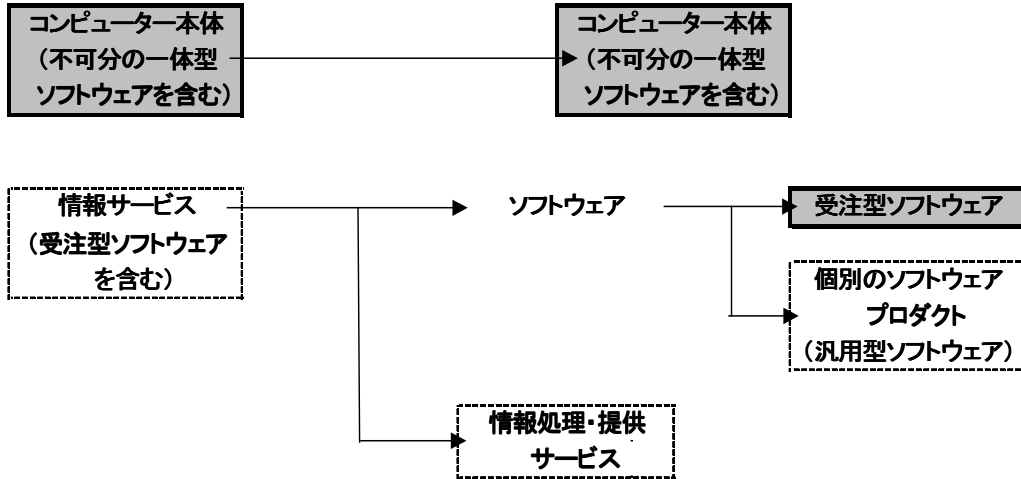 コンピューター本体
（不可分の一体型
ソフトウェアを含む）
コンピューター本体
（不可分の一体型
ソフトウェアを含む）
情報サービス
（受注型ソフトウェア
を含む）
ソフトウェア
受注型ソフトウェア
個別のソフトウェア
プロダクト
（汎用型ソフトウェア）
情報処理・提供
サービス